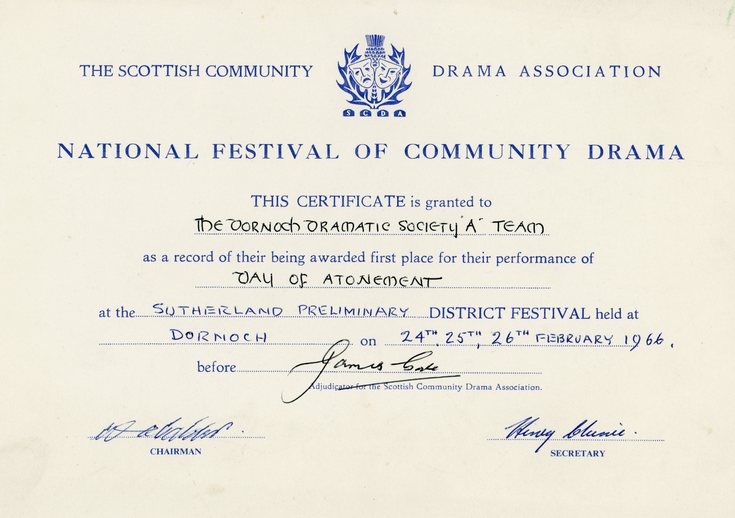 THE SCOTTISH COMMUNITY DRAMA ASSOCIATION
SCDA
NATIONAL FESTIVAL OF COMMUNITY DRAMA
THIS CERTIFICATE is granted to
THE DORNOCH DRAMATIC SOCIETY "A" TEAM
as a record of their being awarded first place for their performance of
DAY OF ATONEMENT
at the SUTHERLAND PRELIMINARY DISTRICT FESTIVAL held at
DORNOCH on 24TH, 25TH, 26TH FEBRUARY 1966.
before James
Adjudicator for the Scottish Community Drama Association.
Henry
CHAIRMAN SECRETARY